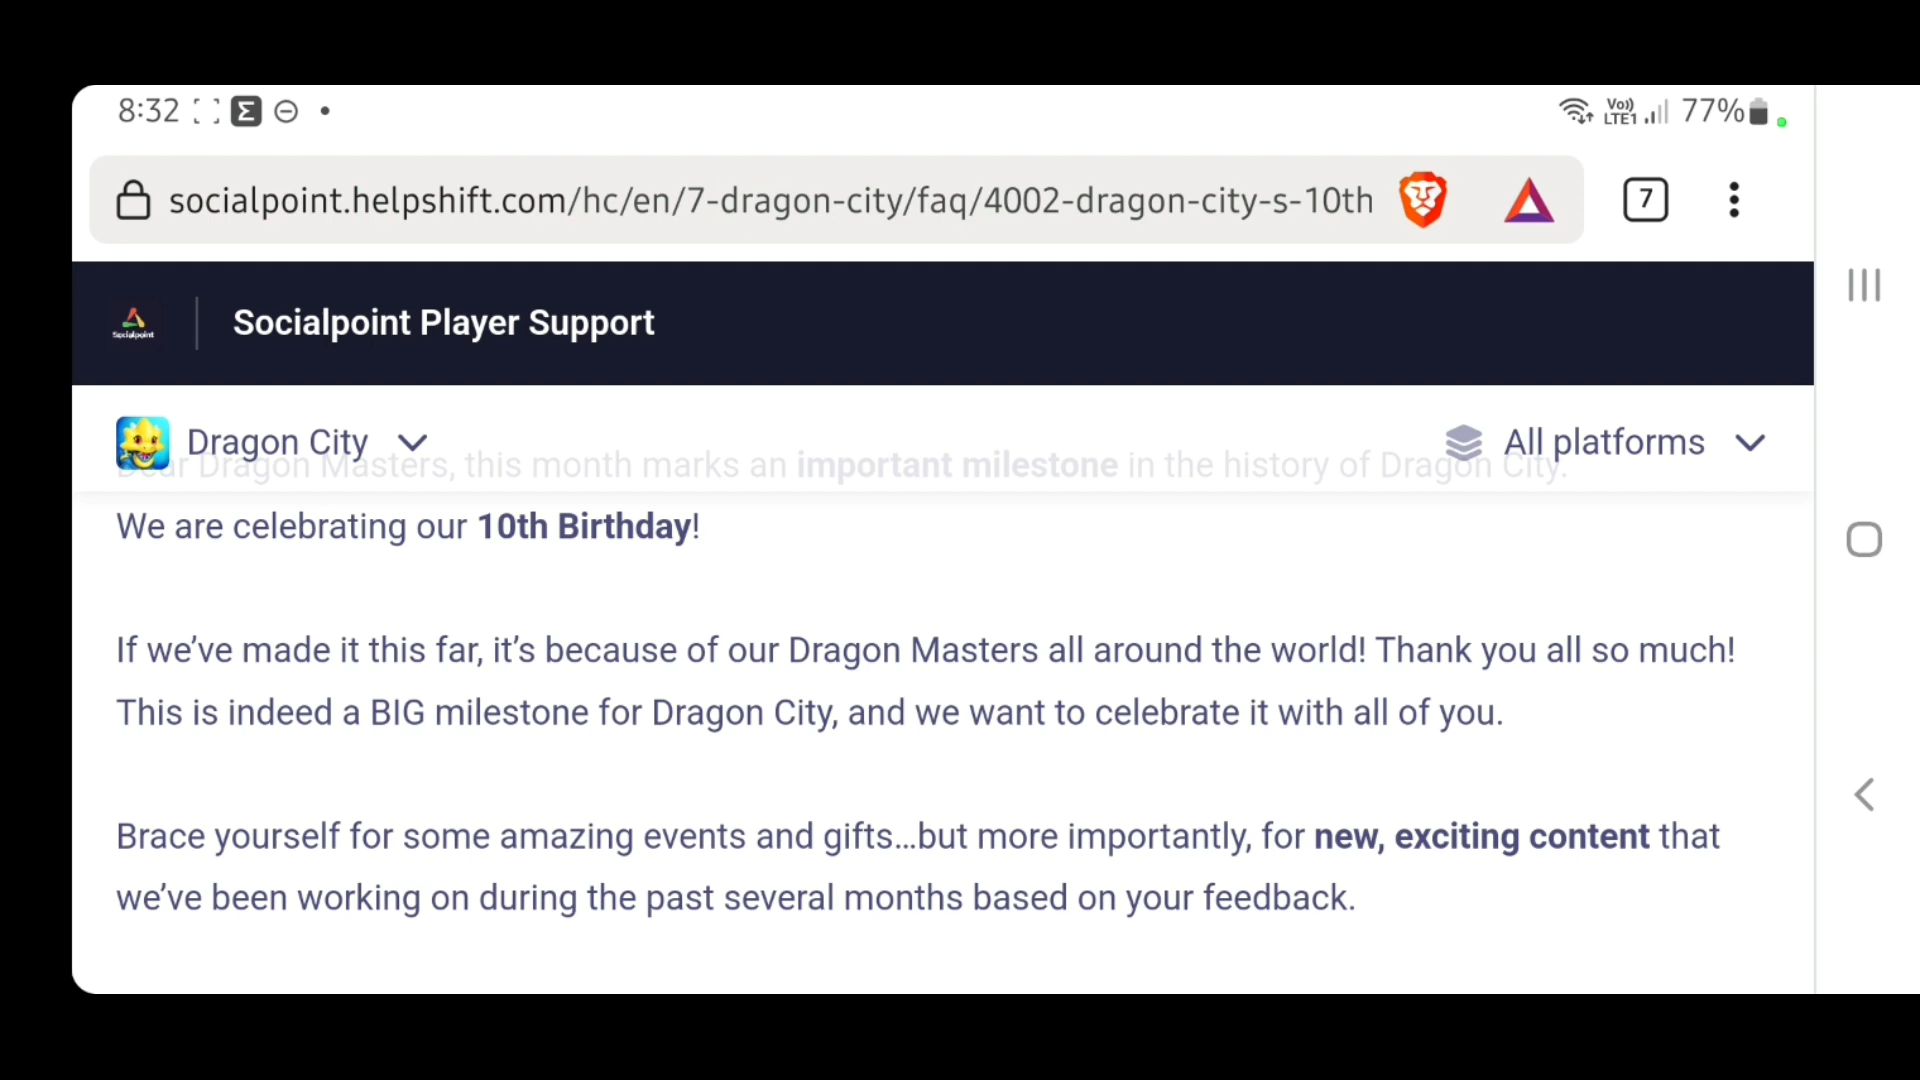 8:32
Vo)) LTE1 77%
socialpoint.helpshift.com/hc/en/7-dragon-city/faq/4002-dragon-city-s-10th
7
Socialpoint
Socialpoint Player Support
Dragon City
All platforms
Dear Dragon Masters, this month marks an important milestone in the history of Dragon City.
We are celebrating our 10th Birthday!
If we’ve made it this far, it’s because of our Dragon Masters all around the world! Thank you all so much!
This is indeed a BIG milestone for Dragon City, and we want to celebrate it with all of you.
Brace yourself for some amazing events and gifts…but more importantly, for new, exciting content that
we’ve been working on during the past several months based on your feedback.